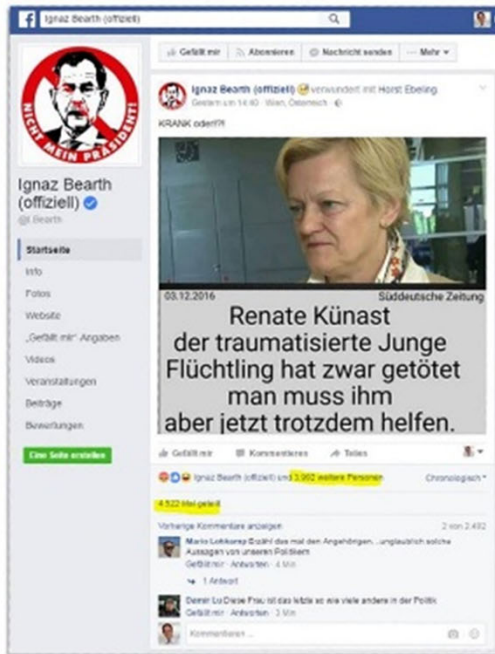 Ignaz Bearth (offiziell)
Gefällt mir Abonnieren Nachricht senden Mehr
NICHT MEIN PRÄSIDENT!
Ignaz Bearth (offiziell) verwundert mit Horst Ebeling.
Gestern um 14:40 · Wien, Österreich
KRANK oder!?!
Ignaz Bearth
(offiziell)
Startseite
Info
Fotos
Website
„Gefällt mir“-Angaben
Videos
Veranstaltungen
Beiträge
Bewertungen
Eine Seite erstellen
03.12.2016 Süddeutsche Zeitung
Renate Künast
der traumatisierte Junge
Flüchtling hat zwar getötet
man muss ihm
aber jetzt trotzdem helfen.
Gefällt mir Kommentieren Teilen
Ignaz Bearth (offiziell) und 3.992 weitere Personen Chronologisch
4.522 Mal geteilt
Vorherige Kommentare anzeigen 2 von 2.492
Erzähl das mal den Angehörigen...unglaublich solche
Aussagen von unseren Politikern
Gefällt mir · Antworten · 4 Min
1 Antwort
Damir Lu Diese Frau ist das letzte so wie viele andere in der Politik
Gefällt mir · Antworten · 3 Min
Kommentieren ...